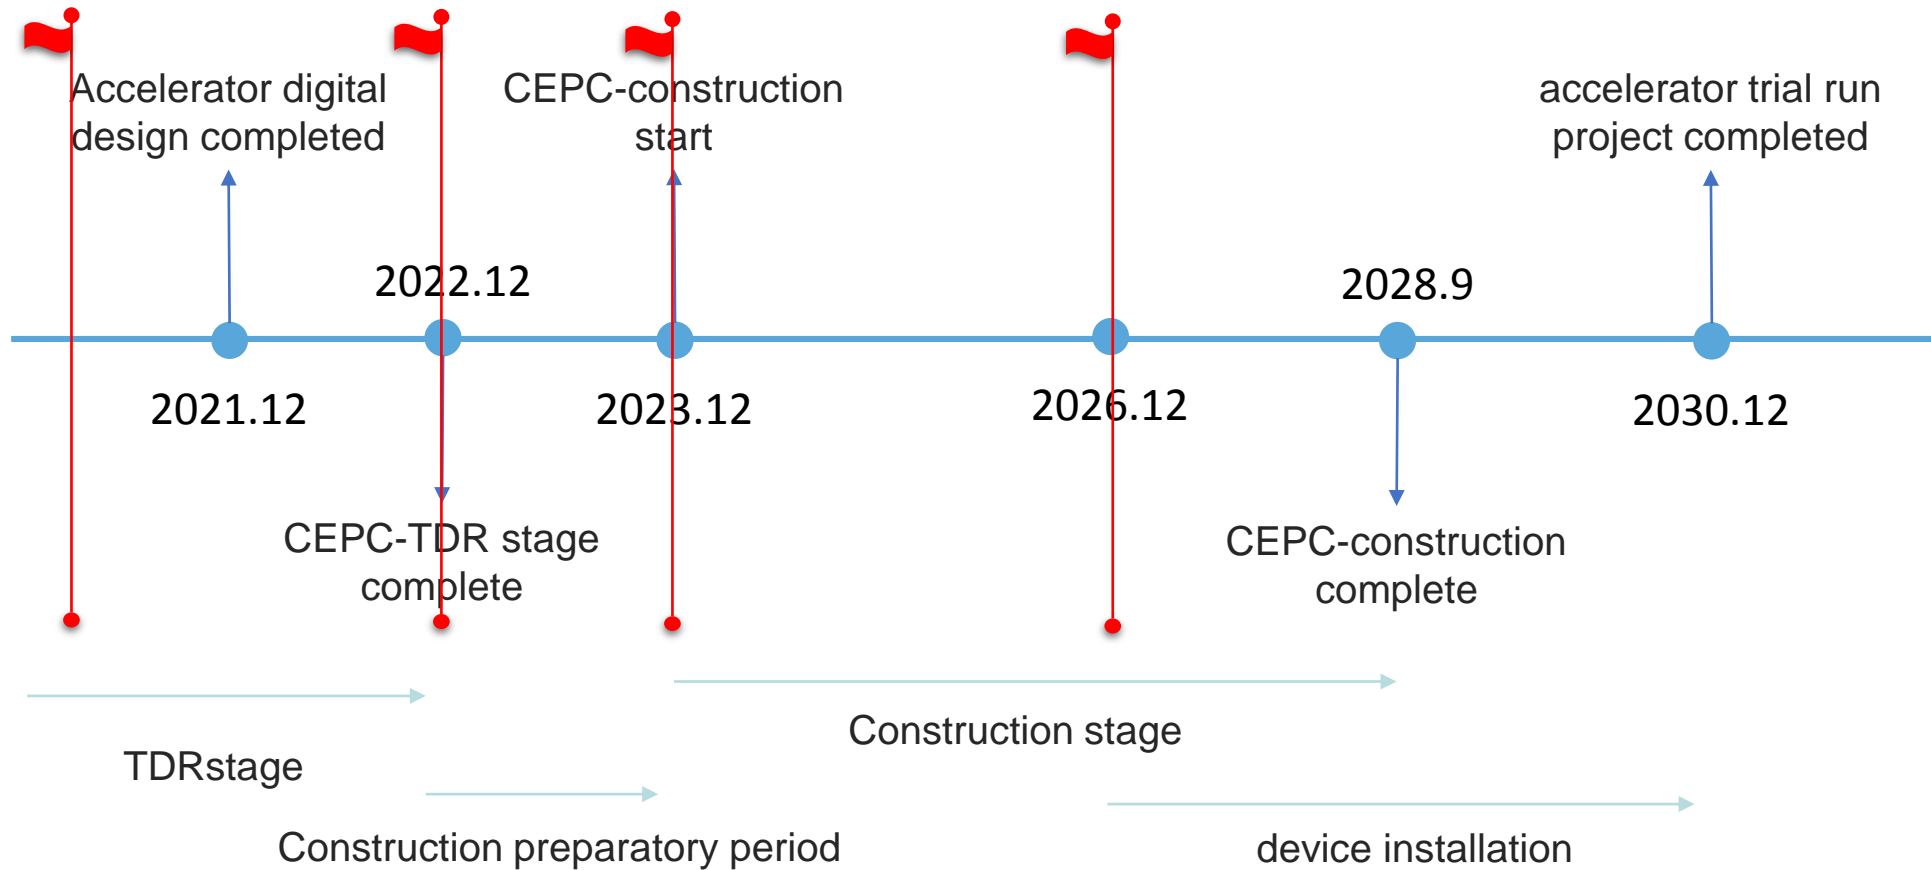 Accelerator digital
design completed
CEPC-construction
start
accelerator trial run
project completed
2022.12
2028.9
2021.12
2023.12
2026.12
2030.12
CEPC-TDR stage
complete
CEPC-construction
complete
Construction stage
TDRstage
Construction preparatory period
device installation